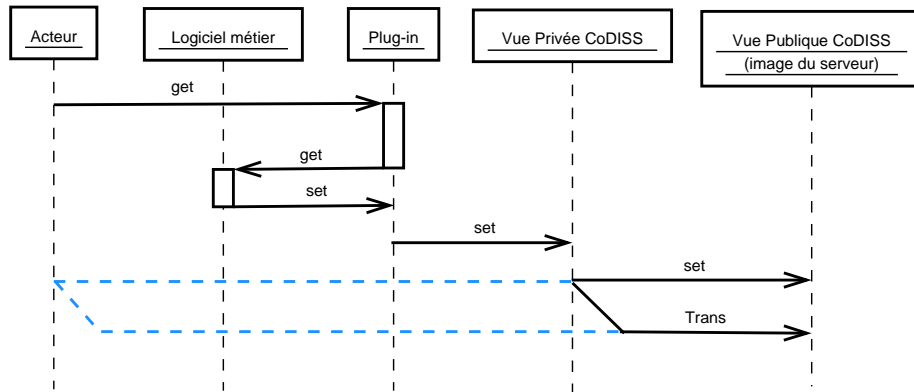 Acteur
Logiciel métier
Plug-in
Vue Privée CoDISS
Vue Publique CoDISS
(image du serveur)
get
get
set
set
set
Trans